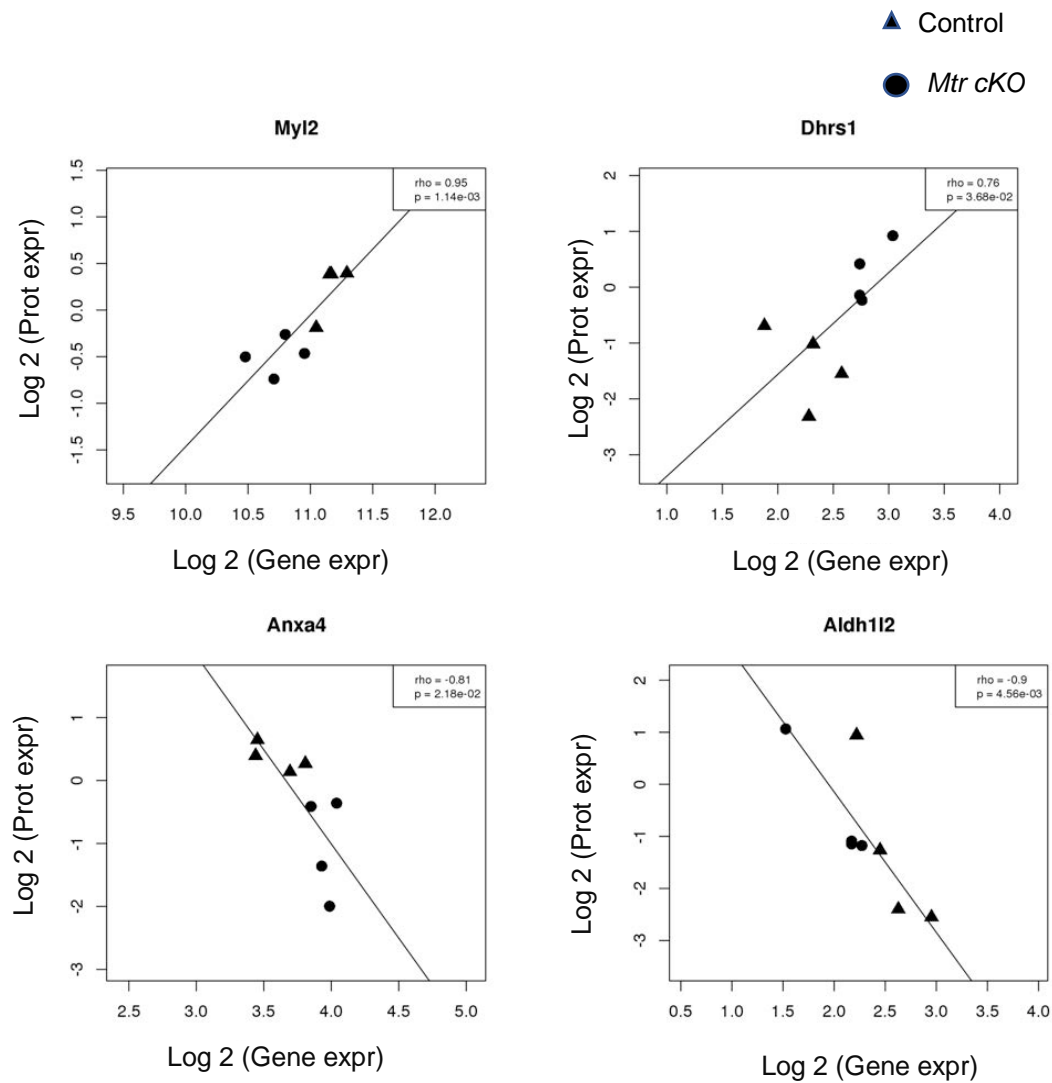 Control
Mtr cKO
Myl2
rho = 0.95
p = 1.14e-03
Log 2 (Prot expr)
1.5
1.0
0.5
0.0
-0.5
-1.0
-1.5
9.5 10.0 10.5 11.0 11.5 12.0
Log 2 (Gene expr)
Dhrs1
rho = 0.76
p = 3.68e-02
Log 2 (Prot expr)
2
1
0
-1
-2
-3
1.0 1.5 2.0 2.5 3.0 3.5 4.0
Log 2 (Gene expr)
Anxa4
rho = -0.81
p = 2.18e-02
Log 2 (Prot expr)
1
0
-1
-2
-3
2.5 3.0 3.5 4.0 4.5 5.0
Log 2 (Gene expr)
Aldh1l2
rho = -0.9
p = 4.56e-03
Log 2 (Prot expr)
2
1
0
-1
-2
-3
0.5 1.0 1.5 2.0 2.5 3.0 3.5 4.0
Log 2 (Gene expr)